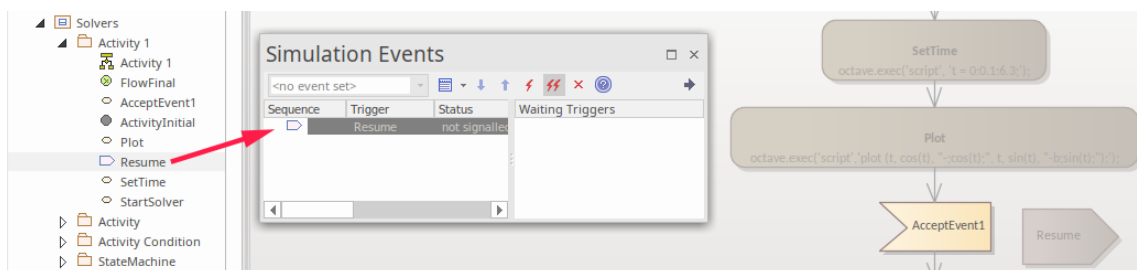 Solvers
Activity 1
Activity 1
FlowFinal
AcceptEvent1
ActivityInitial
Plot
Resume
SetTime
StartSolver
Activity
Activity Condition
StateMachine
Simulation Events
<no event set>
Sequence Trigger Status Waiting Triggers
Resume not signalled
SetTime
octave.exec('script', 't = 0:0.1:6.3;');
Plot
octave.exec('script','plot (t, cos(t), "-;cos(t);", t, sin(t), "-b;sin(t);");');
AcceptEvent1
Resume